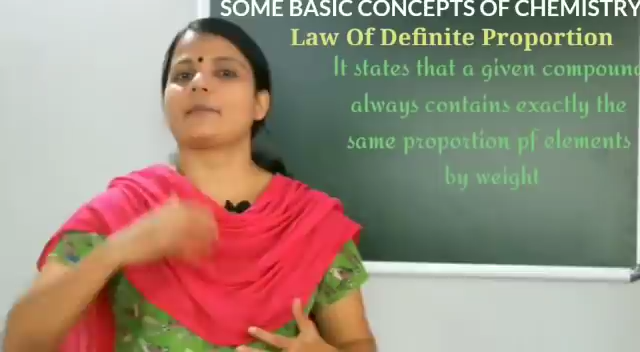 SOME BASIC CONCEPTS OF CHEMISTRY
Law Of Definite Proportion
It states that a given compound
always contains exactly the
same proportion pf elements
by weight